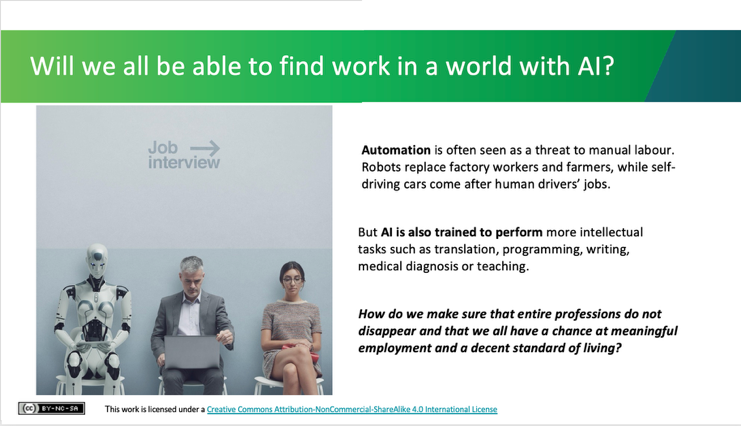 Will we all be able to find work in a world with AI?
Job →
interview
Automation is often seen as a threat to manual labour.
Robots replace factory workers and farmers, while self-
driving cars come after human drivers’ jobs.
But AI is also trained to perform more intellectual
tasks such as translation, programming, writing,
medical diagnosis or teaching.
How do we make sure that entire professions do not
disappear and that we all have a chance at meaningful
employment and a decent standard of living?
(cc) BY-NC-SA
This work is licensed under a Creative Commons Attribution-NonCommercial-ShareAlike 4.0 International License